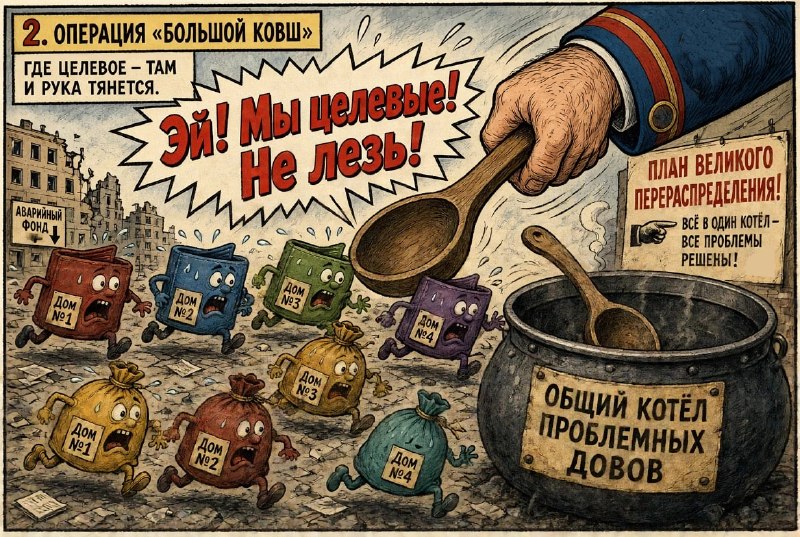 2. ОПЕРАЦИЯ «БОЛЬШОЙ КОВШ»
ГДЕ ЦЕЛЕВОЕ – ТАМ
И РУКА ТЯНЕТСЯ.
Эй! Мы целевые!
Не лезь!
ПЛАН ВЕЛИКОГО
ПЕРЕРАСПРЕДЕЛЕНИЯ!
ВСЁ В ОДИН КОТЁЛ –
ВСЕ ПРОБЛЕМЫ
РЕШЕНЫ!
АВАРИЙНЫЙ
ФОНД
ДОМ
№1
ДОМ
№2
ДОМ
№3
ДОМ
№4
ДОМ
№3
ДОМ
№1
ДОМ
№2
ДОМ
№4
ОБЩИЙ КОТЁЛ
ПРОБЛЕМНЫХ
ДОВОВ